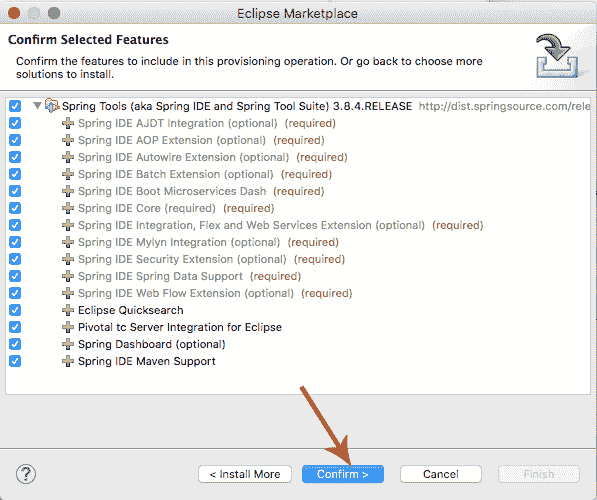 Eclipse Marketplace
Confirm Selected Features
Confirm the features to include in this provisioning operation. Or go back to choose more
solutions to install.
Spring Tools (aka Spring IDE and Spring Tool Suite) 3.8.4.RELEASE http://dist.springsource.com/rele
Spring IDE AJDT Integration (optional) (required)
Spring IDE AOP Extension (optional) (required)
Spring IDE Autowire Extension (optional) (required)
Spring IDE Batch Extension (optional) (required)
Spring IDE Boot Microservices Dash (required)
Spring IDE Core (required) (required)
Spring IDE Integration, Flex and Web Services Extension (optional) (required)
Spring IDE Mylyn Integration (optional) (required)
Spring IDE Security Extension (optional) (required)
Spring IDE Spring Data Support (required)
Spring IDE Web Flow Extension (optional) (required)
Eclipse Quicksearch
Pivotal tc Server Integration for Eclipse
Spring Dashboard (optional)
Spring IDE Maven Support
? < Install More Confirm > Cancel Finish